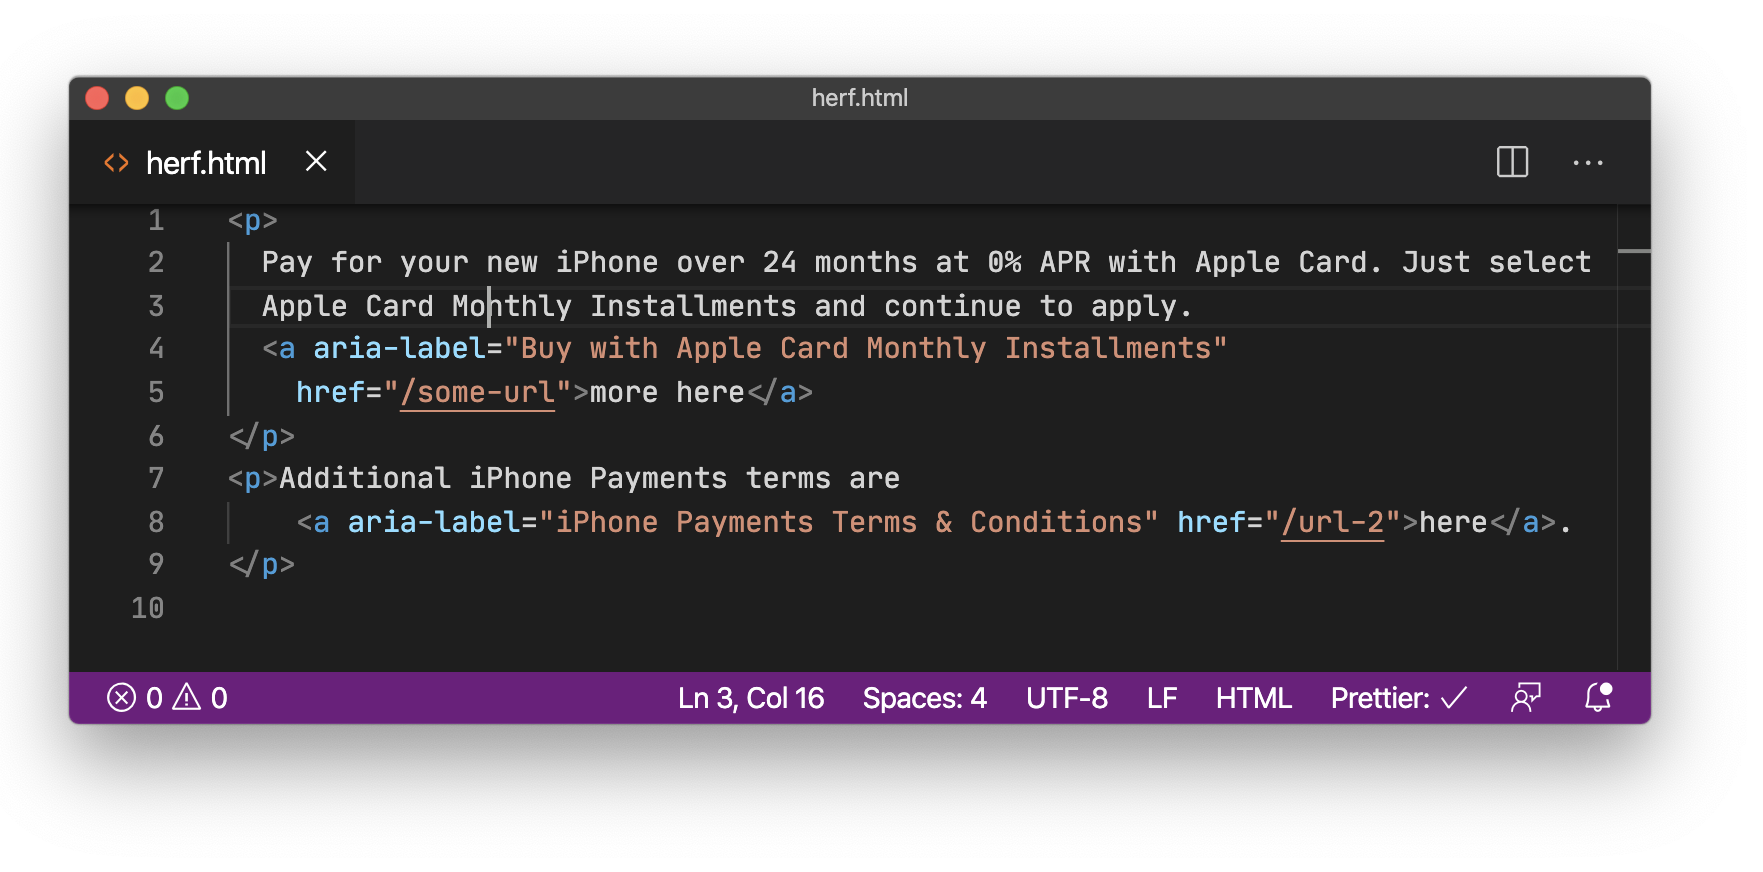 herf.html
herf.html
1 <p>
2 Pay for your new iPhone over 24 months at 0% APR with Apple Card. Just select
3 Apple Card Monthly Installments and continue to apply.
4 <a aria-label="Buy with Apple Card Monthly Installments"
5 href="/some-url">more here</a>
6 </p>
7 <p>Additional iPhone Payments terms are
8 <a aria-label="iPhone Payments Terms & Conditions" href="/url-2">here</a>.
9 </p>
10
0 0 Ln 3, Col 16 Spaces: 4 UTF-8 LF HTML Prettier: ✓